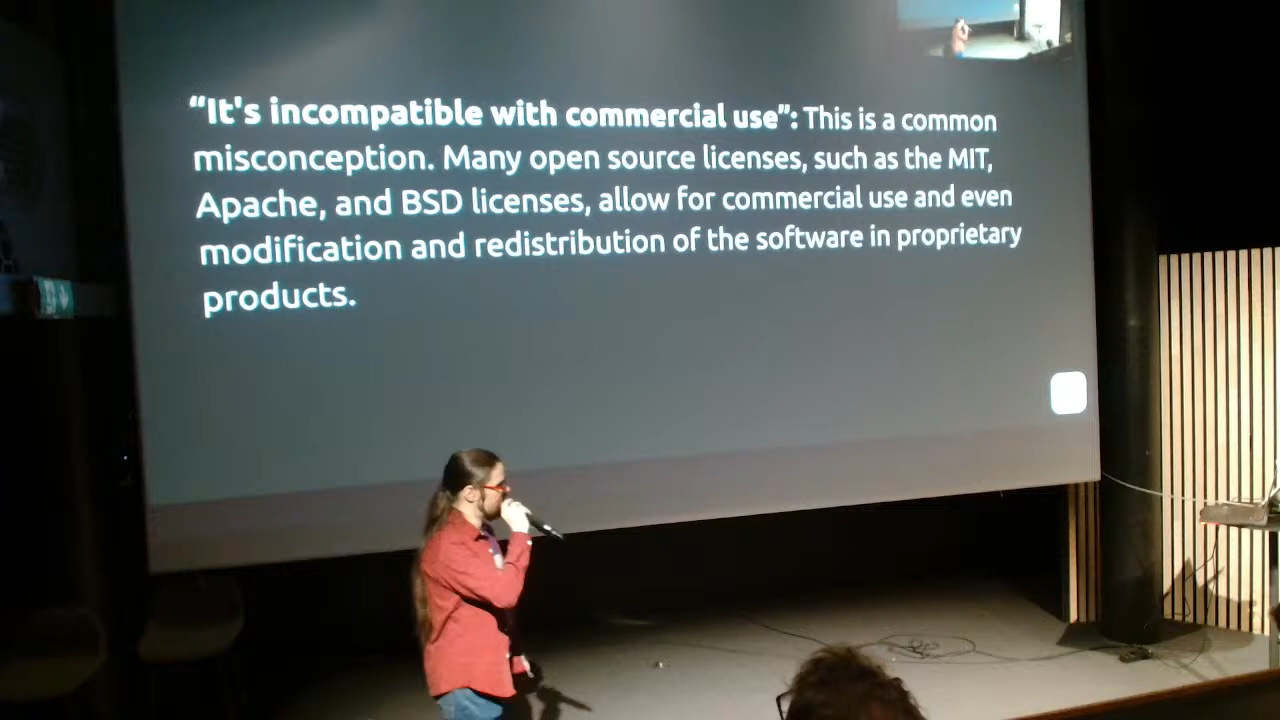 “It's incompatible with commercial use”: This is a common
misconception. Many open source licenses, such as the MIT,
Apache, and BSD licenses, allow for commercial use and even
modification and redistribution of the software in proprietary
products.